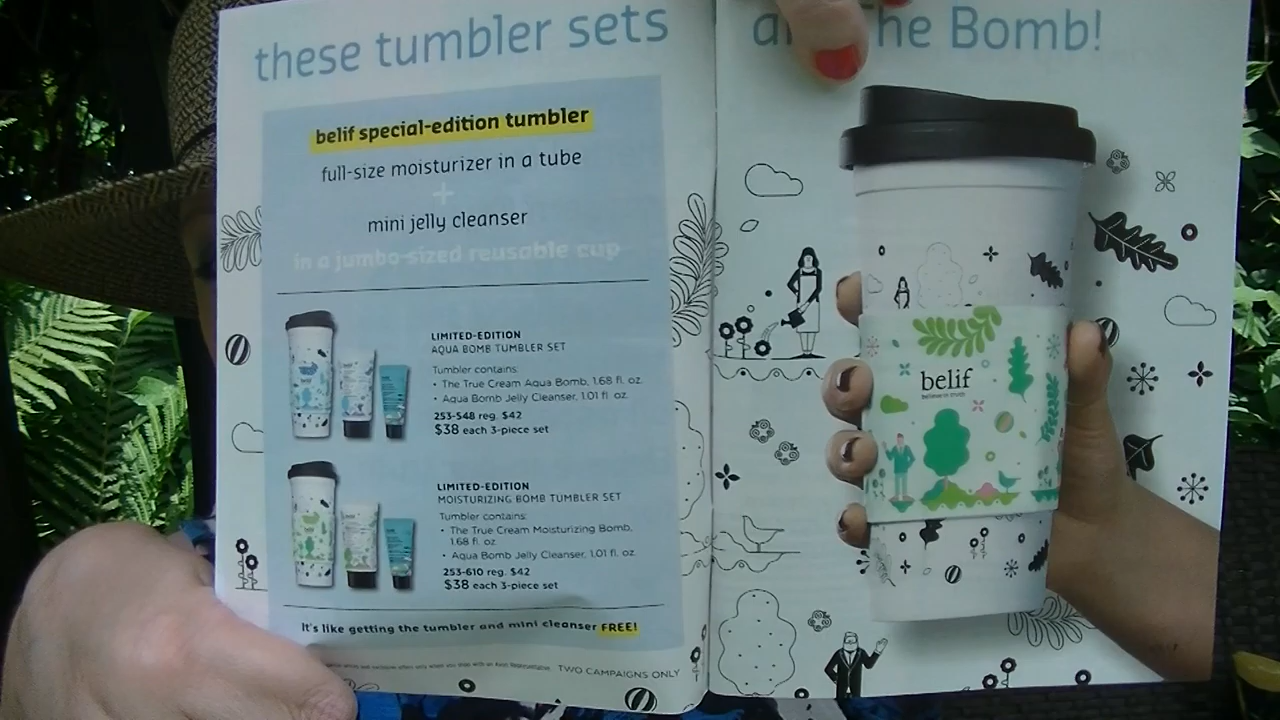 these tumbler sets
are the Bomb!
belif special-edition tumbler
full-size moisturizer in a tube
+
mini jelly cleanser
in a jumbo-sized reusable cup
LIMITED-EDITION
AQUA BOMB TUMBLER SET
Tumbler contains:
• The True Cream Aqua Bomb, 1.68 fl. oz.
• Aqua Bomb Jelly Cleanser, 1.01 fl. oz.
253-548 reg. $42
$38 each 3-piece set
LIMITED-EDITION
MOISTURIZING BOMB TUMBLER SET
Tumbler contains:
• The True Cream Moisturizing Bomb,
1.68 fl. oz.
• Aqua Bomb Jelly Cleanser, 1.01 fl. oz.
253-610 reg. $42
$38 each 3-piece set
It's like getting the tumbler and mini cleanser FREE!
TWO CAMPAIGNS ONLY
belif
believe in truth